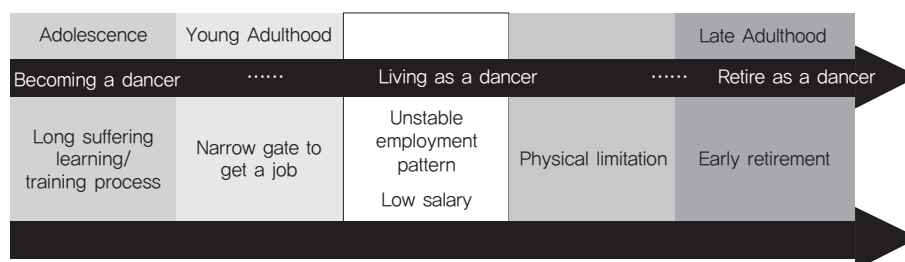 Adolescence
Young Adulthood
Late Adulthood
Becoming a dancer
······
Living as a dancer
······
Retire as a dancer
Long suffering
learning/
training process
Narrow gate to
get a job
Unstable
employment
pattern
Low salary
Physical limitation
Early retirement